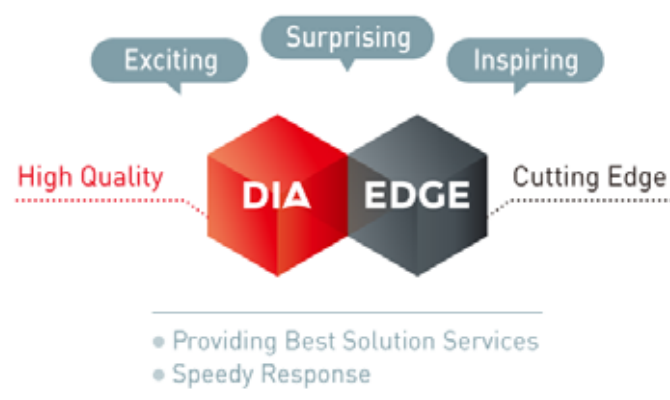 Surprising
Exciting
Inspiring
High Quality
DIA EDGE
Cutting Edge
• Providing Best Solution Services
• Speedy Response